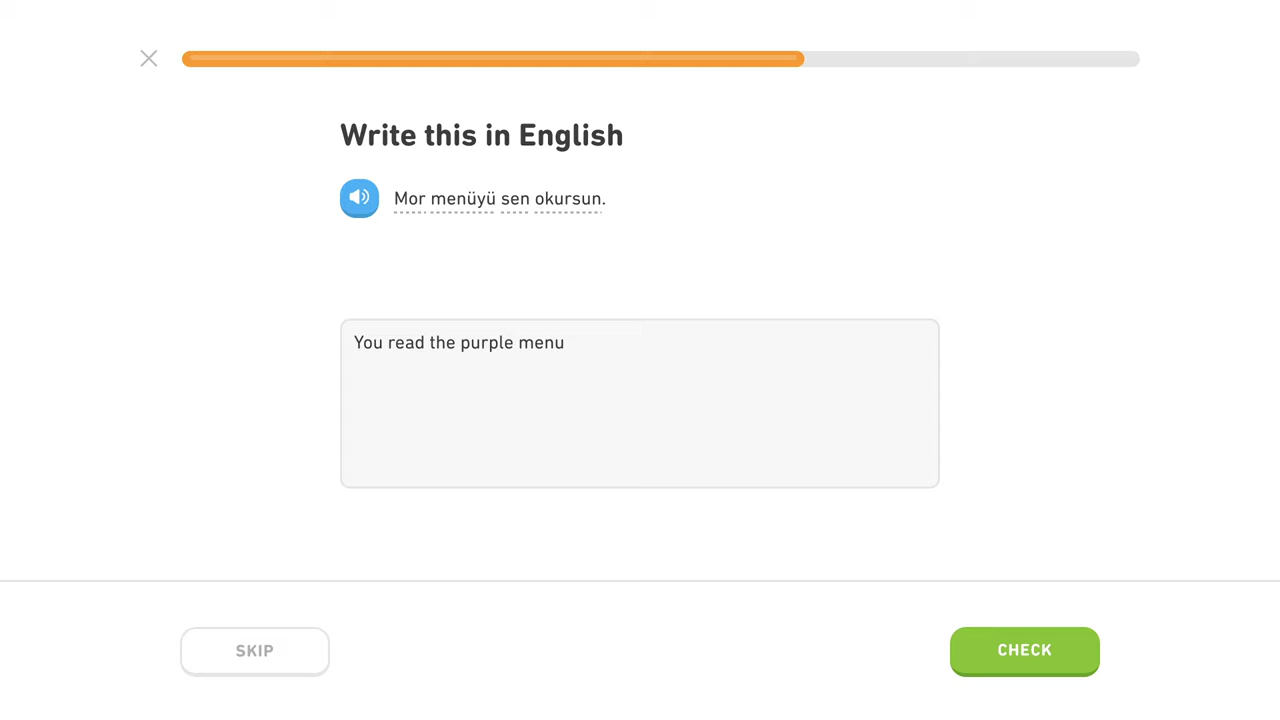 Write this in English
Mor menüyü sen okursun.
You read the purple menu
SKIP
CHECK